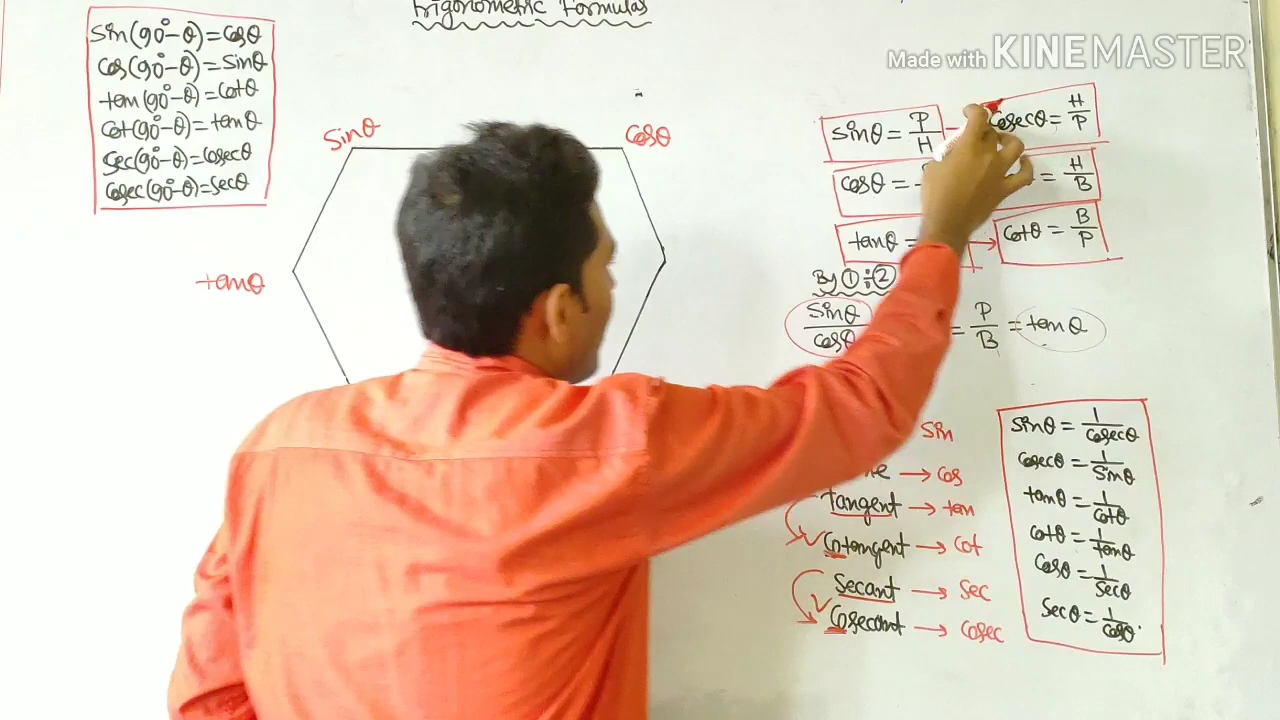 Trigonometric Formulas
Made with KINEMASTER
sin(90°-θ)=cosθ
cos(90°-θ)=sinθ
tan(90°-θ)=cotθ
cot(90°-θ)=tanθ
sec(90°-θ)=cosecθ
cosec(90°-θ)=secθ
sinθ
cosθ
tanθ
sinθ = P/H
cosecθ = H/P
cosθ =
= H/B
tanθ =
→ cotθ = B/P
By ① ÷ ②
sinθ/cosθ
= P/B = tanθ
sin
→ cos
tangent → tan
Cotangent → cot
Secant → sec
Cosecant → cosec
sinθ = 1/cosecθ
cosecθ = 1/sinθ
tanθ = 1/cotθ
cotθ = 1/tanθ
cosθ = 1/secθ
secθ = 1/cosθ